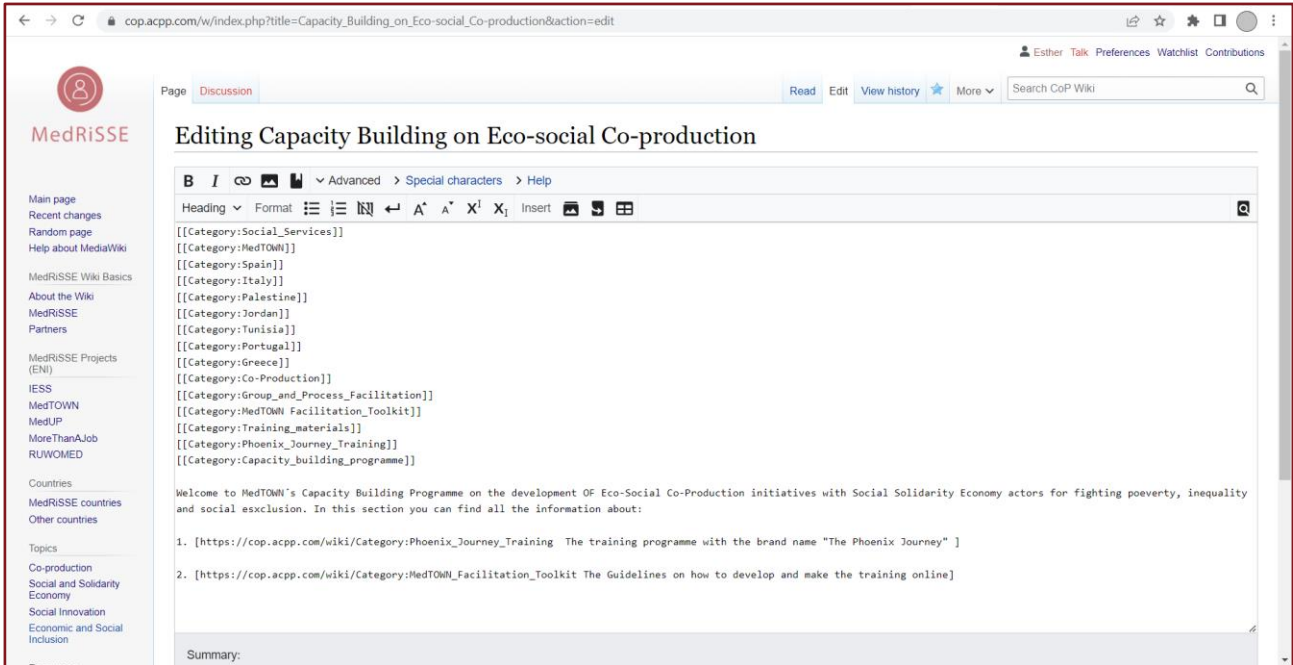 cop.acpp.com/w/index.php?title=Capacity_Building_on_Eco-social_Co-production&action=edit
Esther Talk Preferences Watchlist Contributions
Page Discussion Read Edit View history More Search CoP Wiki
MedRiSSE
Editing Capacity Building on Eco-social Co-production
B I Advanced Special characters Help
Heading Format Insert
Main page
Recent changes
Random page
Help about MediaWiki
MedRiSSE Wiki Basics
About the Wiki
MedRiSSE
Partners
MedRiSSE Projects
(ENI)
IESS
MedTOWN
MedUP
MoreThanAJob
RUWOMED
Countries
MedRiSSE countries
Other countries
Topics
Co-production
Social and Solidarity
Economy
Social Innovation
Economic and Social
Inclusion
[[Category:Social_Services]]
[[Category:MedTOWN]]
[[Category:Spain]]
[[Category:Italy]]
[[Category:Palestine]]
[[Category:Jordan]]
[[Category:Tunisia]]
[[Category:Portugal]]
[[Category:Greece]]
[[Category:Co-Production]]
[[Category:Group_and_Process_Facilitation]]
[[Category:MedTOWN Facilitation_Toolkit]]
[[Category:Training_materials]]
[[Category:Phoenix_Journey_Training]]
[[Category:Capacity_building_programme]]
Welcome to MedTOWN´s Capacity Building Programme on the development OF Eco-Social Co-Production initiatives with Social Solidarity Economy actors for fighting poeverty, inequality
and social esxclusion. In this section you can find all the information about:
1. [https://cop.acpp.com/wiki/Category:Phoenix_Journey_Training  The training programme with the brand name "The Phoenix Journey" ]
2. [https://cop.acpp.com/wiki/Category:MedTOWN_Facilitation_Toolkit The Guidelines on how to develop and make the training online]
Summary: